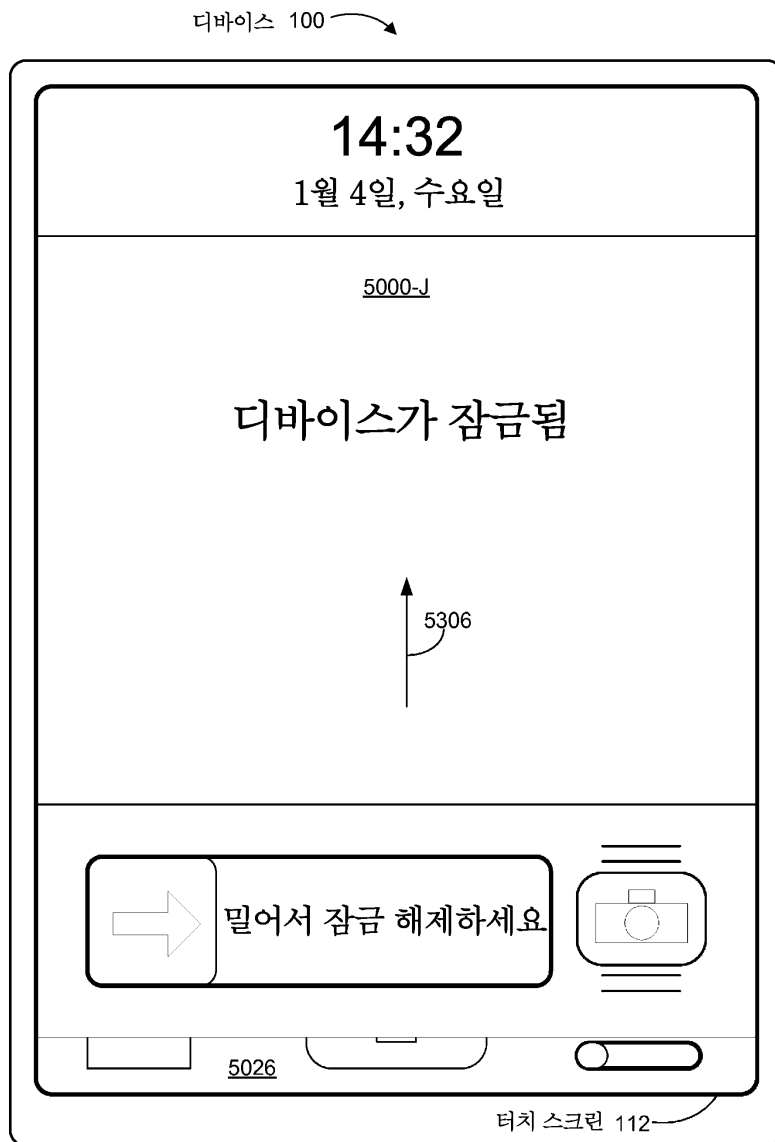 디바이스 100
14:32
1월 4일, 수요일
5000-J
디바이스가 잠금됨
5306
밀어서 잠금 해제하세요
5026
터치 스크린 112